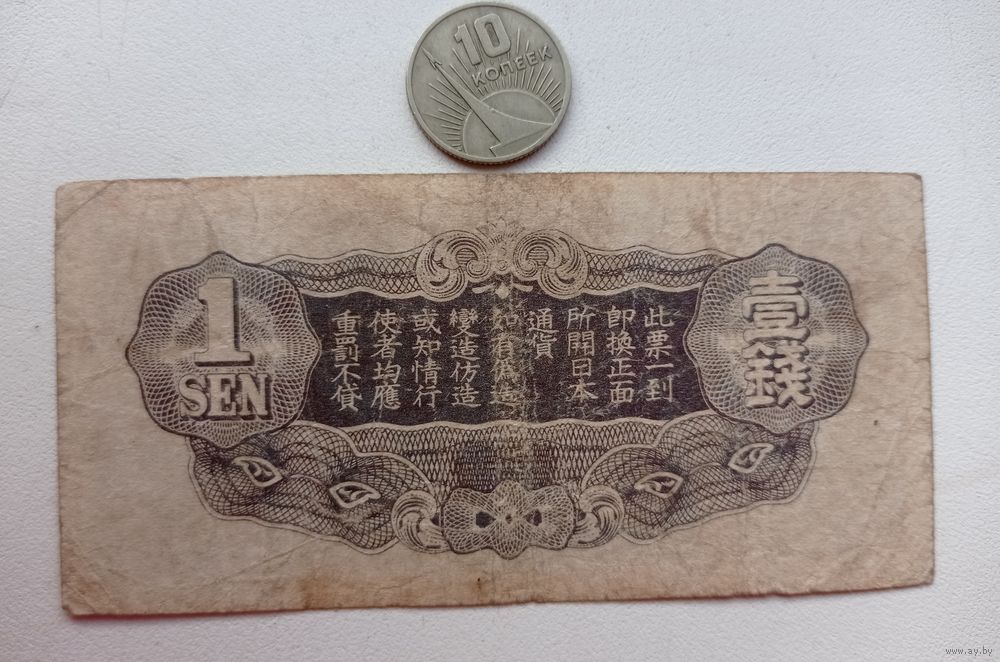 10
КОПЕЕК
1
SEN
此票一到
即換正面
所開日本
通貨
如有偽造
變造仿造
或知情行
使者均應
重罰不貸
壹錢
www.ay.by